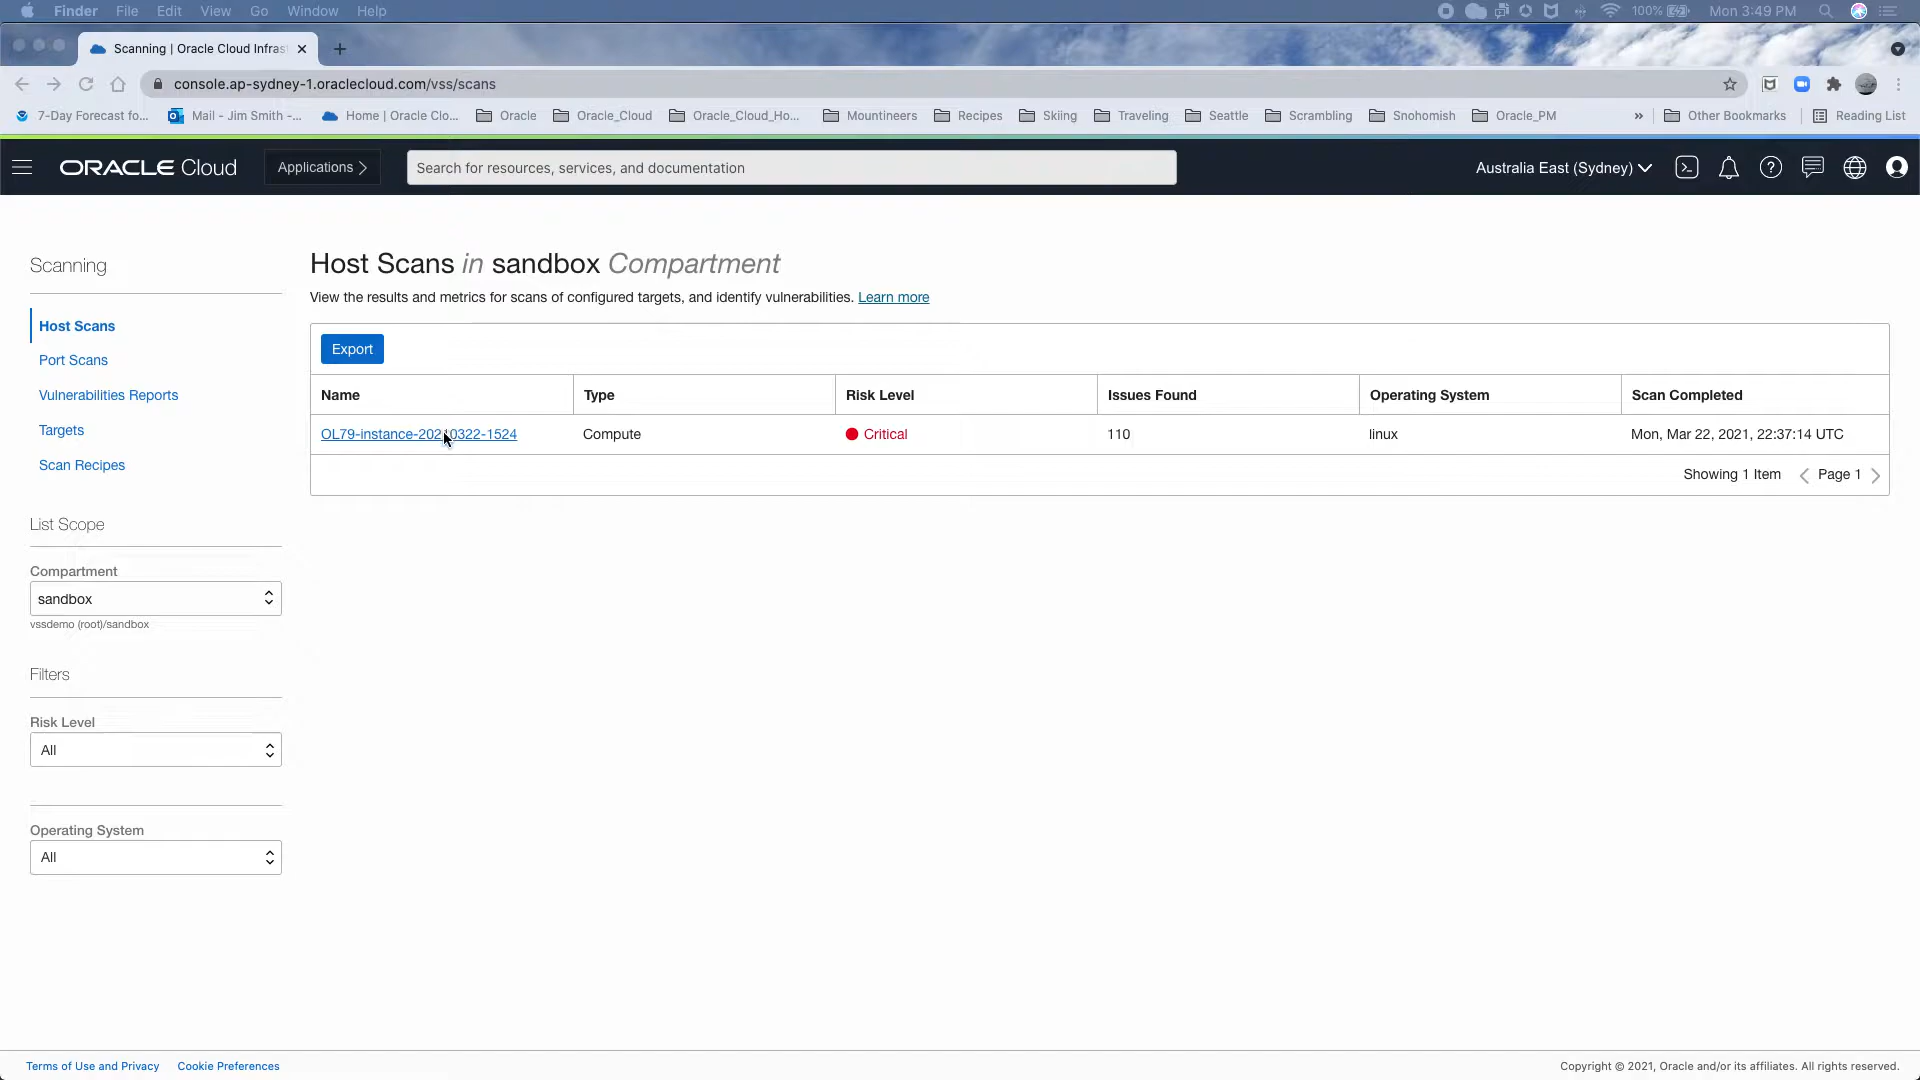 Finder File Edit View Go Window Help 100% Mon 3:49 PM
Scanning | Oracle Cloud Infras
console.ap-sydney-1.oraclecloud.com/vss/scans
7-Day Forecast fo... Mail - Jim Smith -... Home | Oracle Clo... Oracle Oracle_Cloud Oracle_Cloud_Ho... Mountineers Recipes Skiing Traveling Seattle Scrambling Snohomish Oracle_PM » Other Bookmarks Reading List
ORACLE Cloud Applications Search for resources, services, and documentation Australia East (Sydney)
Scanning
Host Scans
Port Scans
Vulnerabilities Reports
Targets
Scan Recipes
List Scope
Compartment
sandbox
vssdemo (root)/sandbox
Filters
Risk Level
All
Operating System
All
Host Scans in sandbox Compartment
View the results and metrics for scans of configured targets, and identify vulnerabilities. Learn more
Export
Name Type Risk Level Issues Found Operating System Scan Completed
OL79-instance-20210322-1524 Compute Critical 110 linux Mon, Mar 22, 2021, 22:37:14 UTC
Showing 1 Item Page 1
Terms of Use and Privacy Cookie Preferences Copyright © 2021, Oracle and/or its affiliates. All rights reserved.